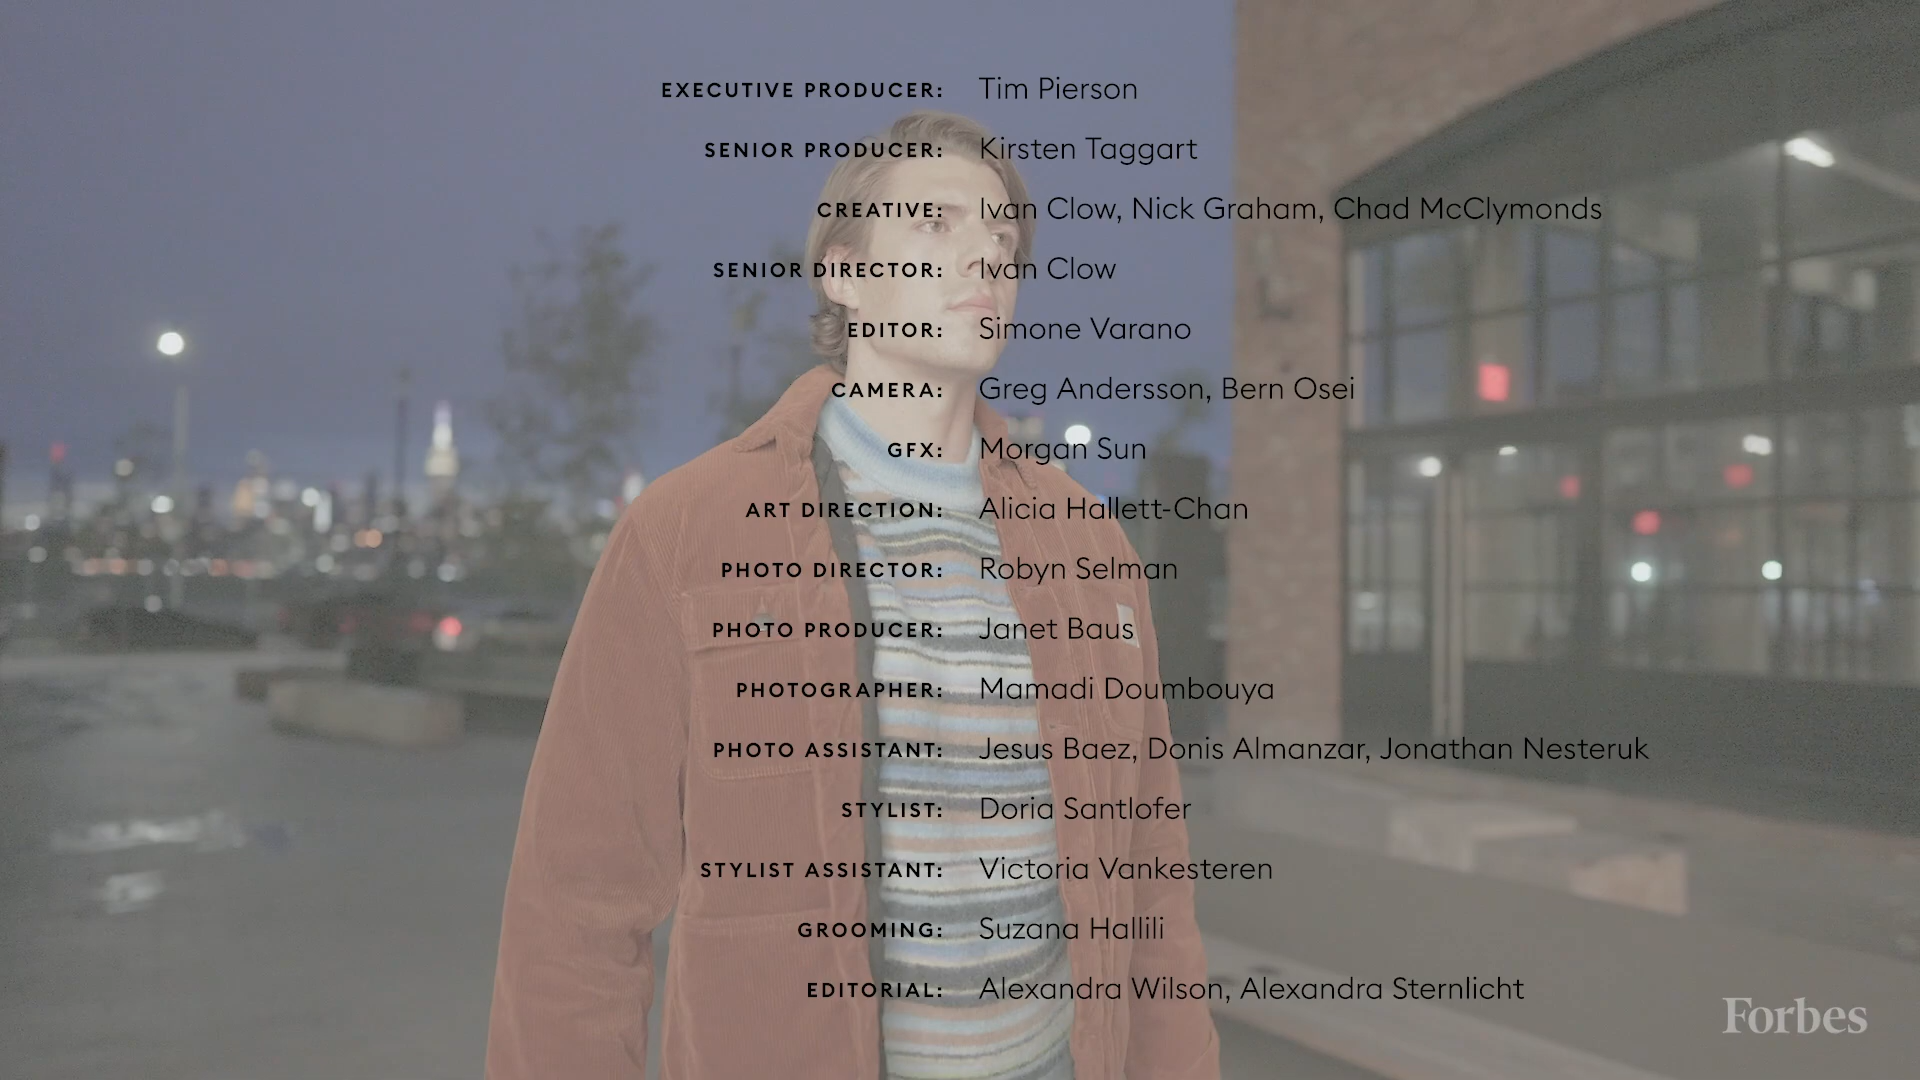 EXECUTIVE PRODUCER: Tim Pierson
SENIOR PRODUCER: Kirsten Taggart
CREATIVE: Ivan Clow, Nick Graham, Chad McClymonds
SENIOR DIRECTOR: Ivan Clow
EDITOR: Simone Varano
CAMERA: Greg Andersson, Bern Osei
GFX: Morgan Sun
ART DIRECTION: Alicia Hallett-Chan
PHOTO DIRECTOR: Robyn Selman
PHOTO PRODUCER: Janet Baus
PHOTOGRAPHER: Mamadi Doumbouya
PHOTO ASSISTANT: Jesus Baez, Donis Almanzar, Jonathan Nesteruk
STYLIST: Doria Santlofer
STYLIST ASSISTANT: Victoria Vankesteren
GROOMING: Suzana Hallili
EDITORIAL: Alexandra Wilson, Alexandra Sternlicht
Forbes